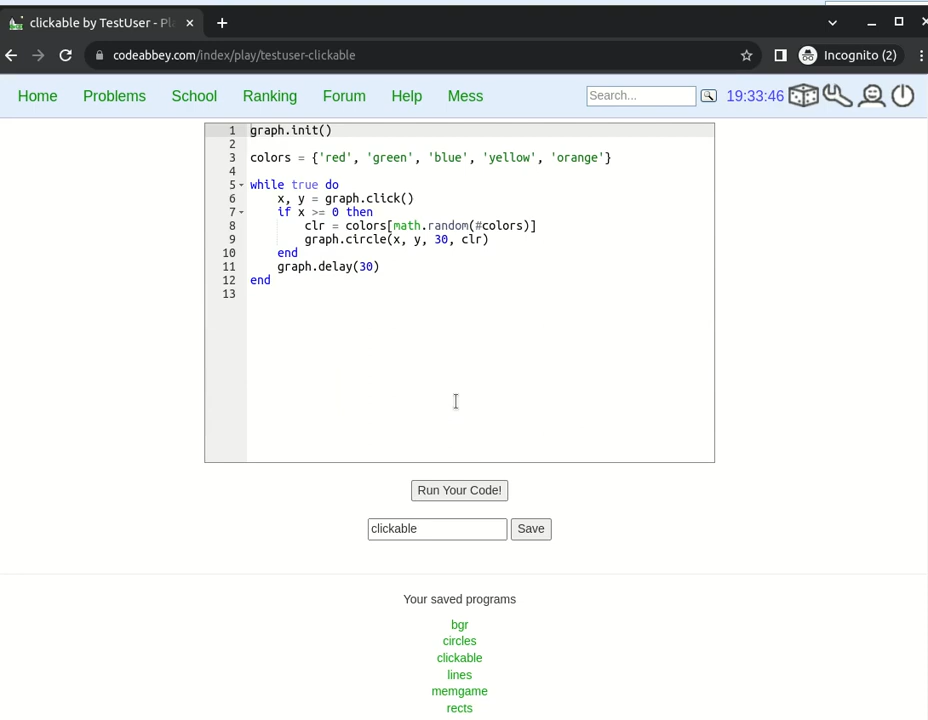 clickable by TestUser - Pla
codeabbey.com/index/play/testuser-clickable
Incognito (2)
Home Problems School Ranking Forum Help Mess Search... 19:33:46
1 graph.init()
2
3 colors = {'red', 'green', 'blue', 'yellow', 'orange'}
4
5 while true do
6 x, y = graph.click()
7 if x >= 0 then
8 clr = colors[math.random(#colors)]
9 graph.circle(x, y, 30, clr)
10 end
11 graph.delay(30)
12 end
13
Run Your Code!
clickable Save
Your saved programs
bgr
circles
clickable
lines
memgame
rects